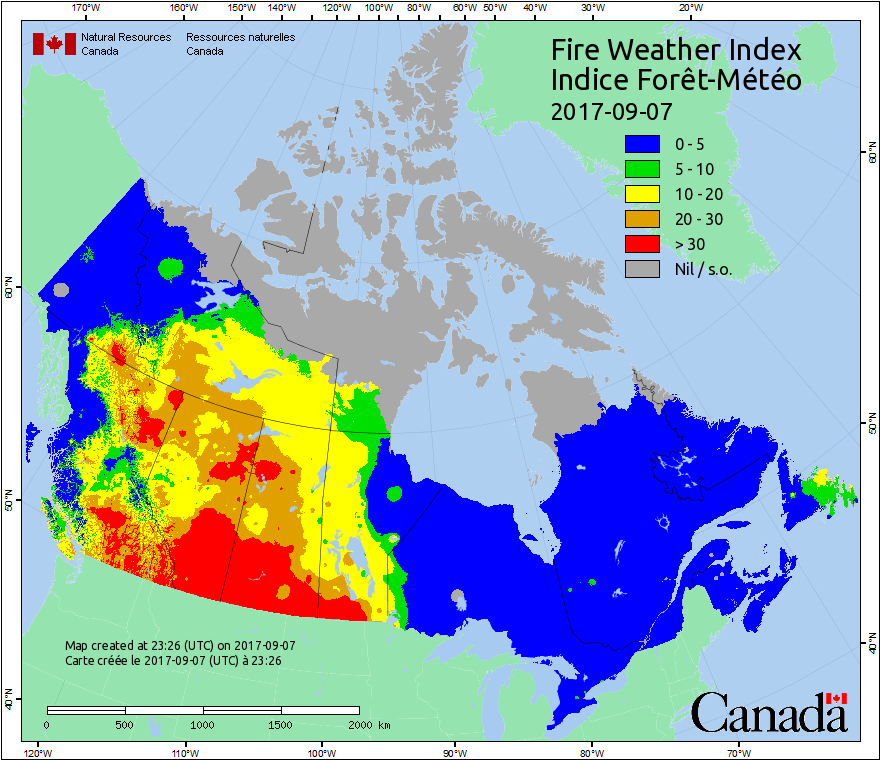 170°W 160°W 150°W 140°W 130°W 120°W 110°W 100°W 90°W 80°W 70°W 60°W 50°W 40°W 30°W 20°W
Natural Resources Ressources naturelles
Canada Canada
Fire Weather Index
Indice Forêt-Météo
2017-09-07
0 - 5
5 - 10
10 - 20
20 - 30
> 30
Nil / s.o.
60°N
60°N
50°N
50°N
40°N
40°N
Map created at 23:26 (UTC) on 2017-09-07
Carte créée le 2017-09-07 (UTC) à 23:26
0 500 1000 1500 2000 km
Canada
120°W 110°W 100°W 90°W 80°W 70°W